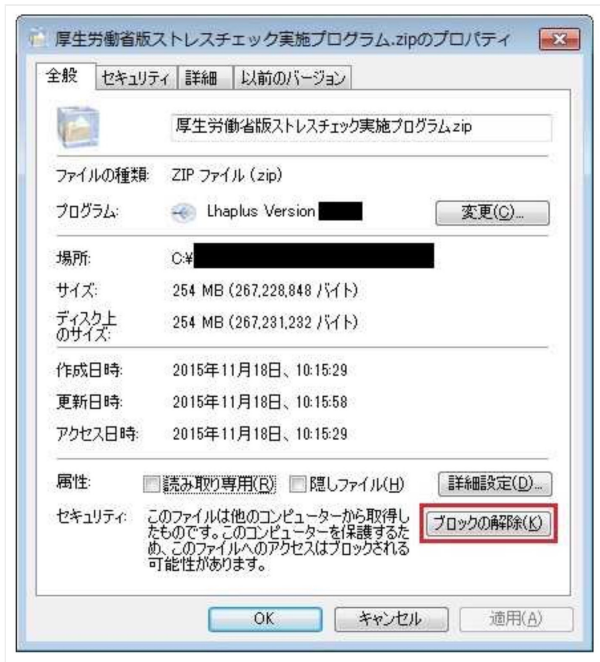 厚生労働省版ストレスチェック実施プログラム.zipのプロパティ
全般 セキュリティ 詳細 以前のバージョン
厚生労働省版ストレスチェック実施プログラム.zip
ファイルの種類: ZIP ファイル (.zip)
プログラム: Lhaplus Version 変更(C)...
場所: C:¥
サイズ: 254 MB (267,228,848 バイト)
ディスク上
のサイズ: 254 MB (267,231,232 バイト)
作成日時: 2015年11月18日、10:15:29
更新日時: 2015年11月18日、10:15:58
アクセス日時: 2015年11月18日、10:15:29
属性: 読み取り専用(R) 隠しファイル(H) 詳細設定(D)...
セキュリティ: このファイルは他のコンピューターから取得し
たものです。このコンピューターを保護するた
め、このファイルへのアクセスはブロックされる
可能性があります。
ブロックの解除(K)
OK キャンセル 適用(A)